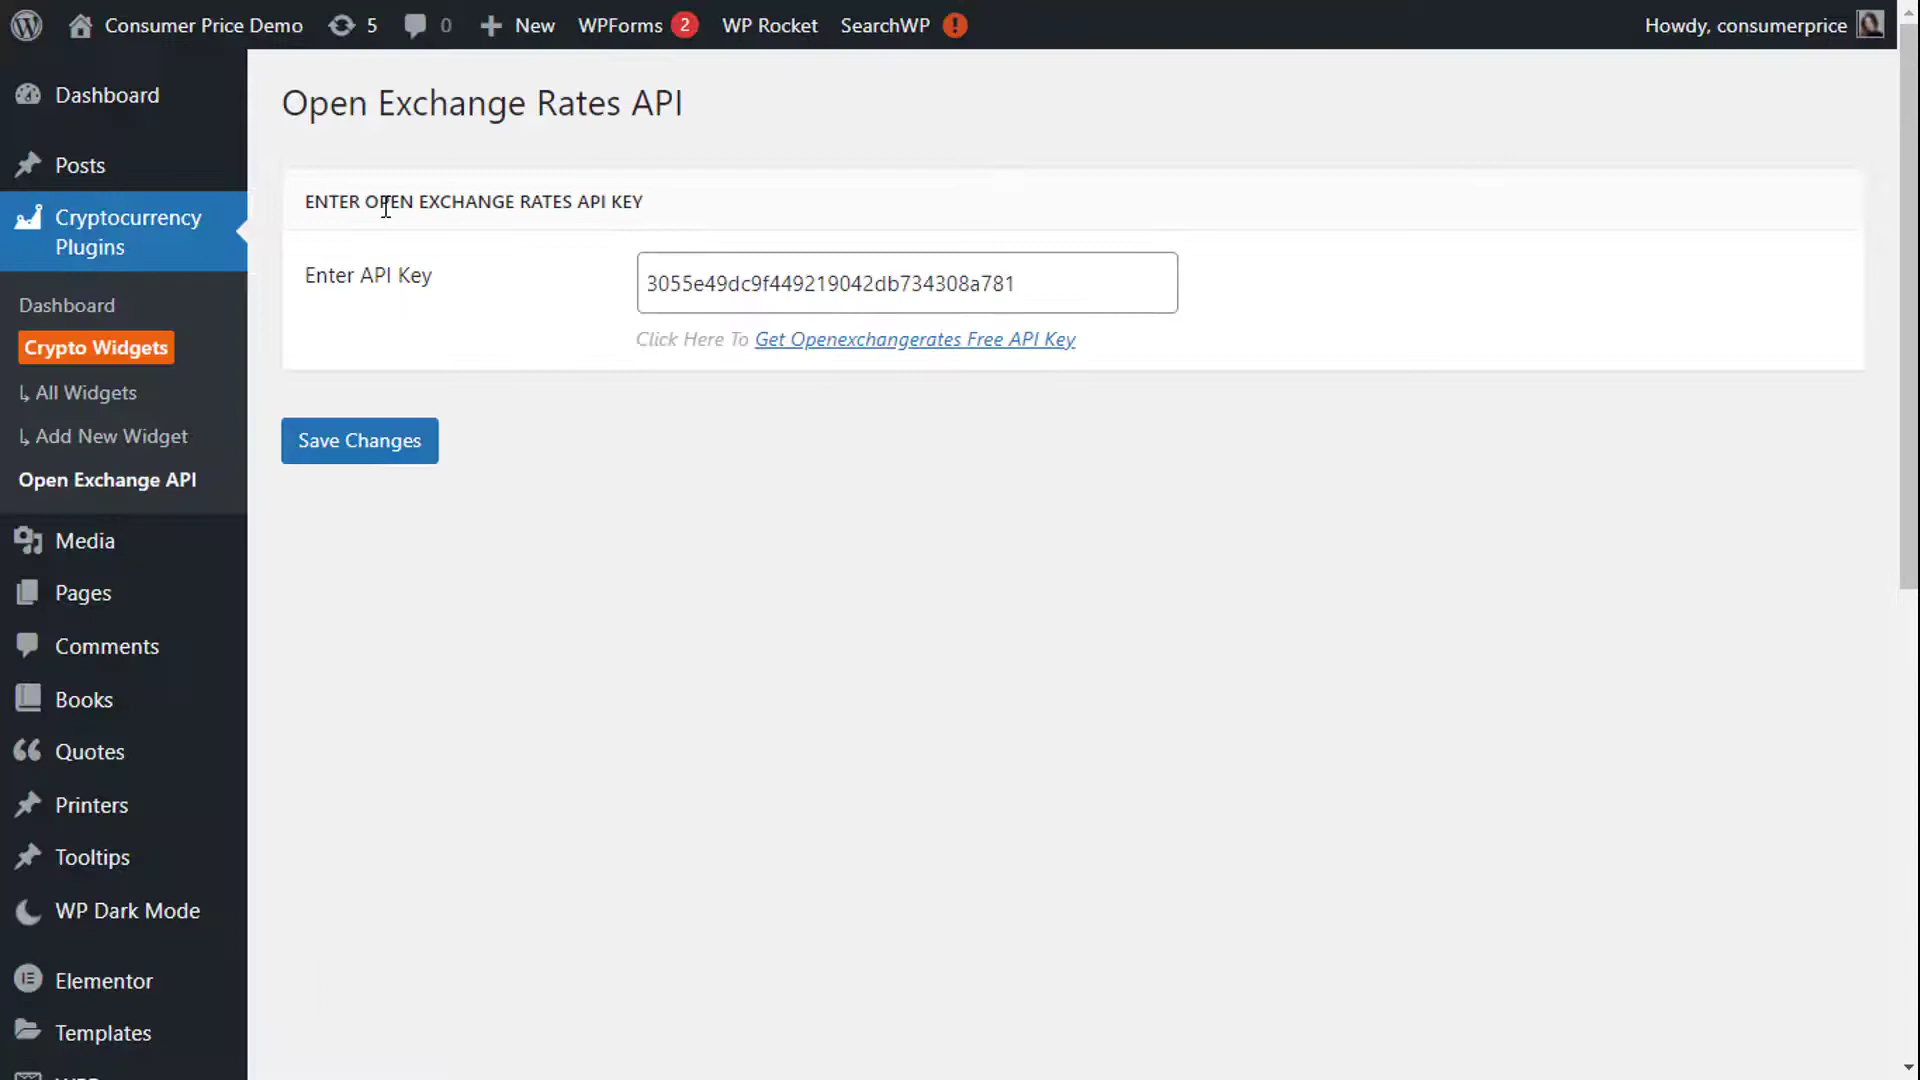 Consumer Price Demo 5 0 New WPForms 2 WP Rocket SearchWP ! Howdy, consumerprice
Dashboard
Posts
Cryptocurrency
Plugins
Dashboard
Crypto Widgets
↳ All Widgets
↳ Add New Widget
Open Exchange API
Media
Pages
Comments
Books
Quotes
Printers
Tooltips
WP Dark Mode
Elementor
Templates
Open Exchange Rates API
ENTER OPEN EXCHANGE RATES API KEY
Enter API Key
3055e49dc9f449219042db734308a781
Click Here To Get Openexchangerates Free API Key
Save Changes